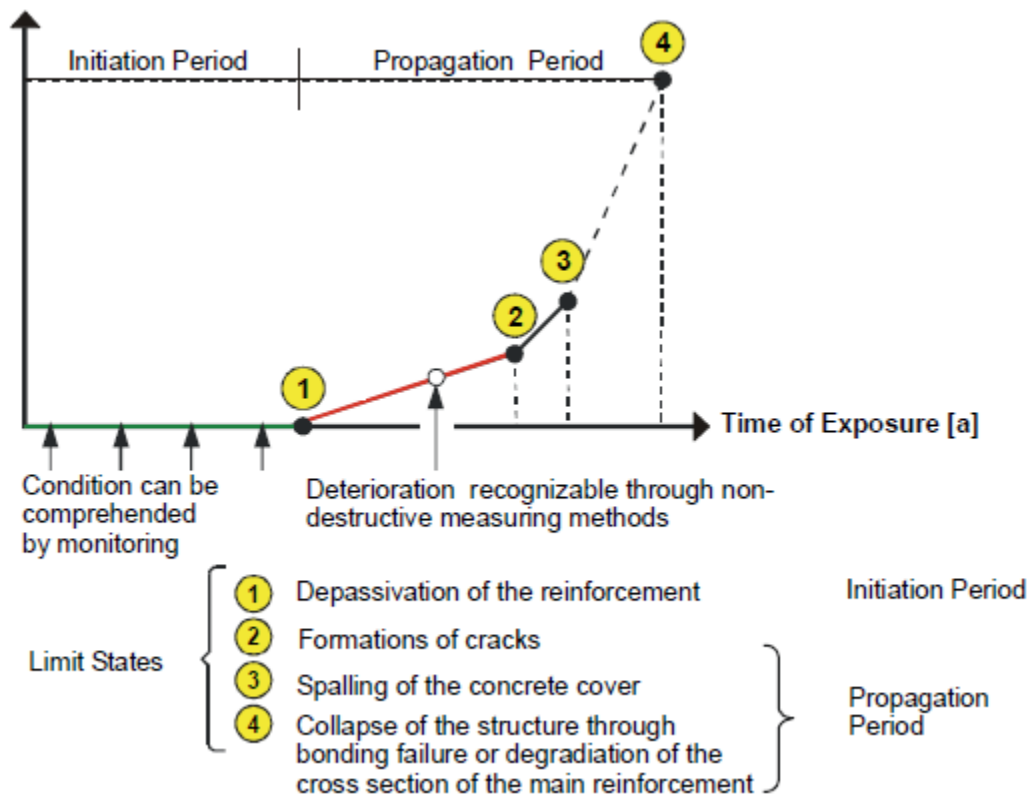 Initiation Period
Propagation Period
4
3
2
1
Time of Exposure [a]
Condition can be
comprehended
by monitoring
Deterioration recognizable through non-
destructive measuring methods
Limit States
1 Depassivation of the reinforcement
Initiation Period
2 Formations of cracks
3 Spalling of the concrete cover
4 Collapse of the structure through
bonding failure or degradation of the
cross section of the main reinforcement
Propagation
Period